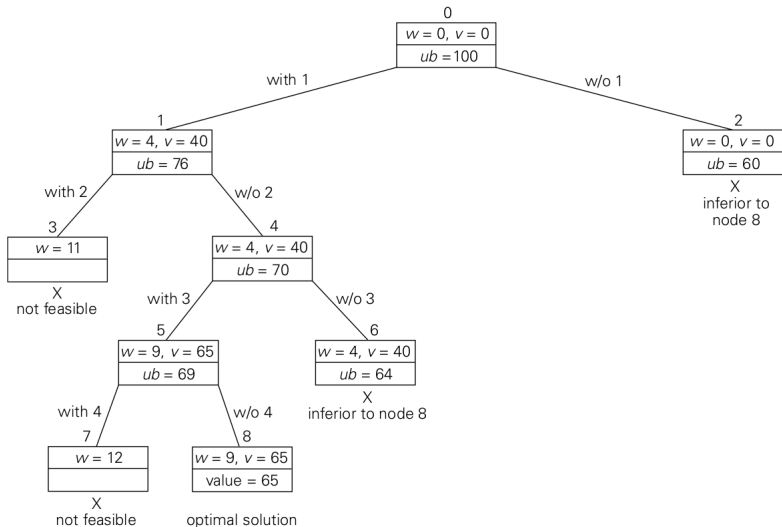 0
w = 0, v = 0
ub =100
with 1
w/o 1
1
w = 4, v = 40
ub = 76
2
w = 0, v = 0
ub = 60
X
inferior to
node 8
with 2
w/o 2
3
w = 11
X
not feasible
4
w = 4, v = 40
ub = 70
with 3
w/o 3
5
w = 9, v = 65
ub = 69
6
w = 4, v = 40
ub = 64
X
inferior to node 8
with 4
w/o 4
7
w = 12
X
not feasible
8
w = 9, v = 65
value = 65
optimal solution